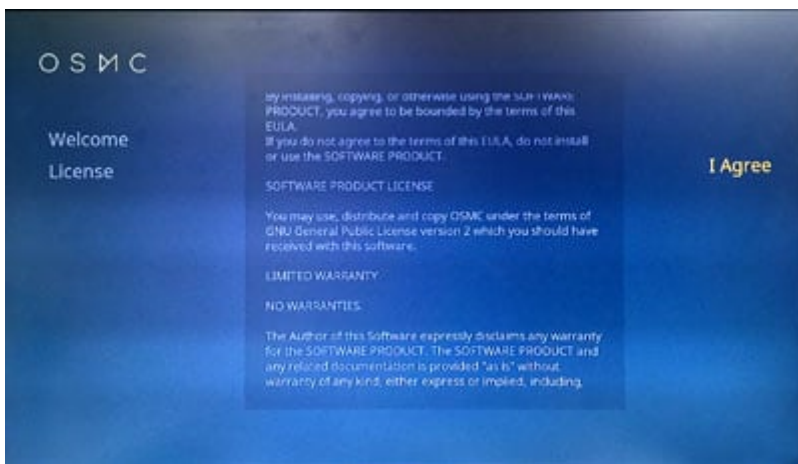 OSMC
Welcome
License
By installing, copying, or otherwise using the SOFTWARE
PRODUCT, you agree to be bounded by the terms of this
EULA.
If you do not agree to the terms of this EULA, do not install
or use the SOFTWARE PRODUCT.
SOFTWARE PRODUCT LICENSE
You may use, distribute and copy OSMC under the terms of
GNU General Public License version 2 which you should have
received with this software.
LIMITED WARRANTY
NO WARRANTIES.
The Author of this Software expressly disclaims any warranty
for the SOFTWARE PRODUCT. The SOFTWARE PRODUCT and
any related documentation is provided "as is" without
warranty of any kind, either express or implied, including,
I Agree